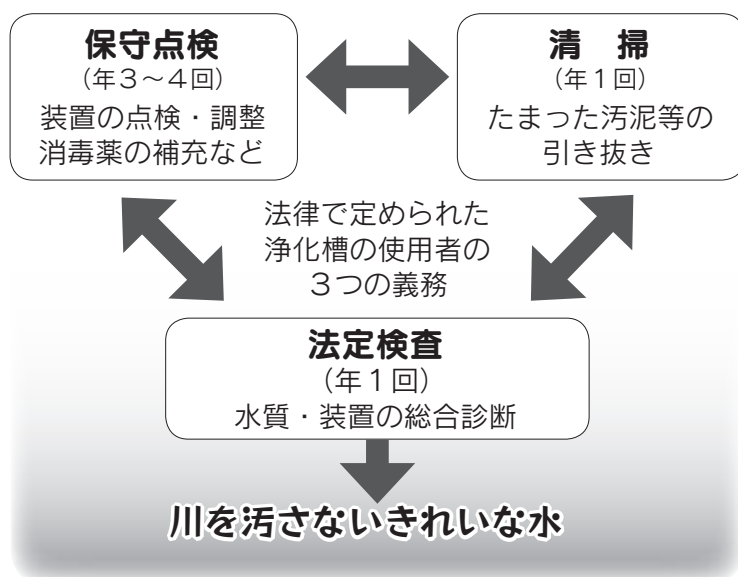 保守点検
（年３～４回）
装置の点検・調整
消毒薬の補充など
清　掃
（年１回）
たまった汚泥等の
引き抜き
法律で定められた
浄化槽の使用者の
３つの義務
法定検査
（年１回）
水質・装置の総合診断
川を汚さないきれいな水